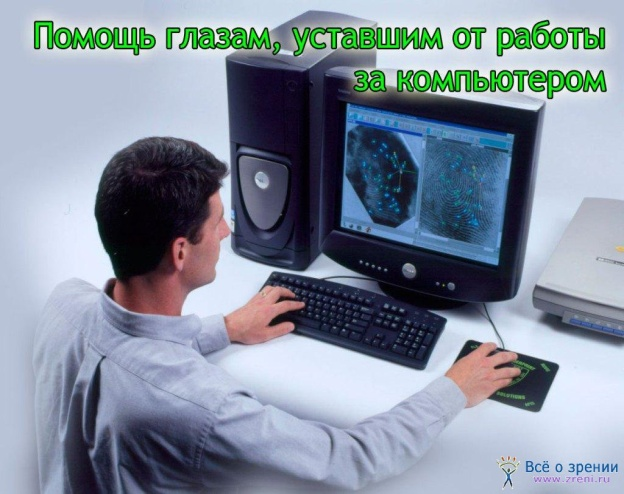 Помощь глазам, уставшим от работы
за компьютером
Всё о зрении
www.zreni.ru